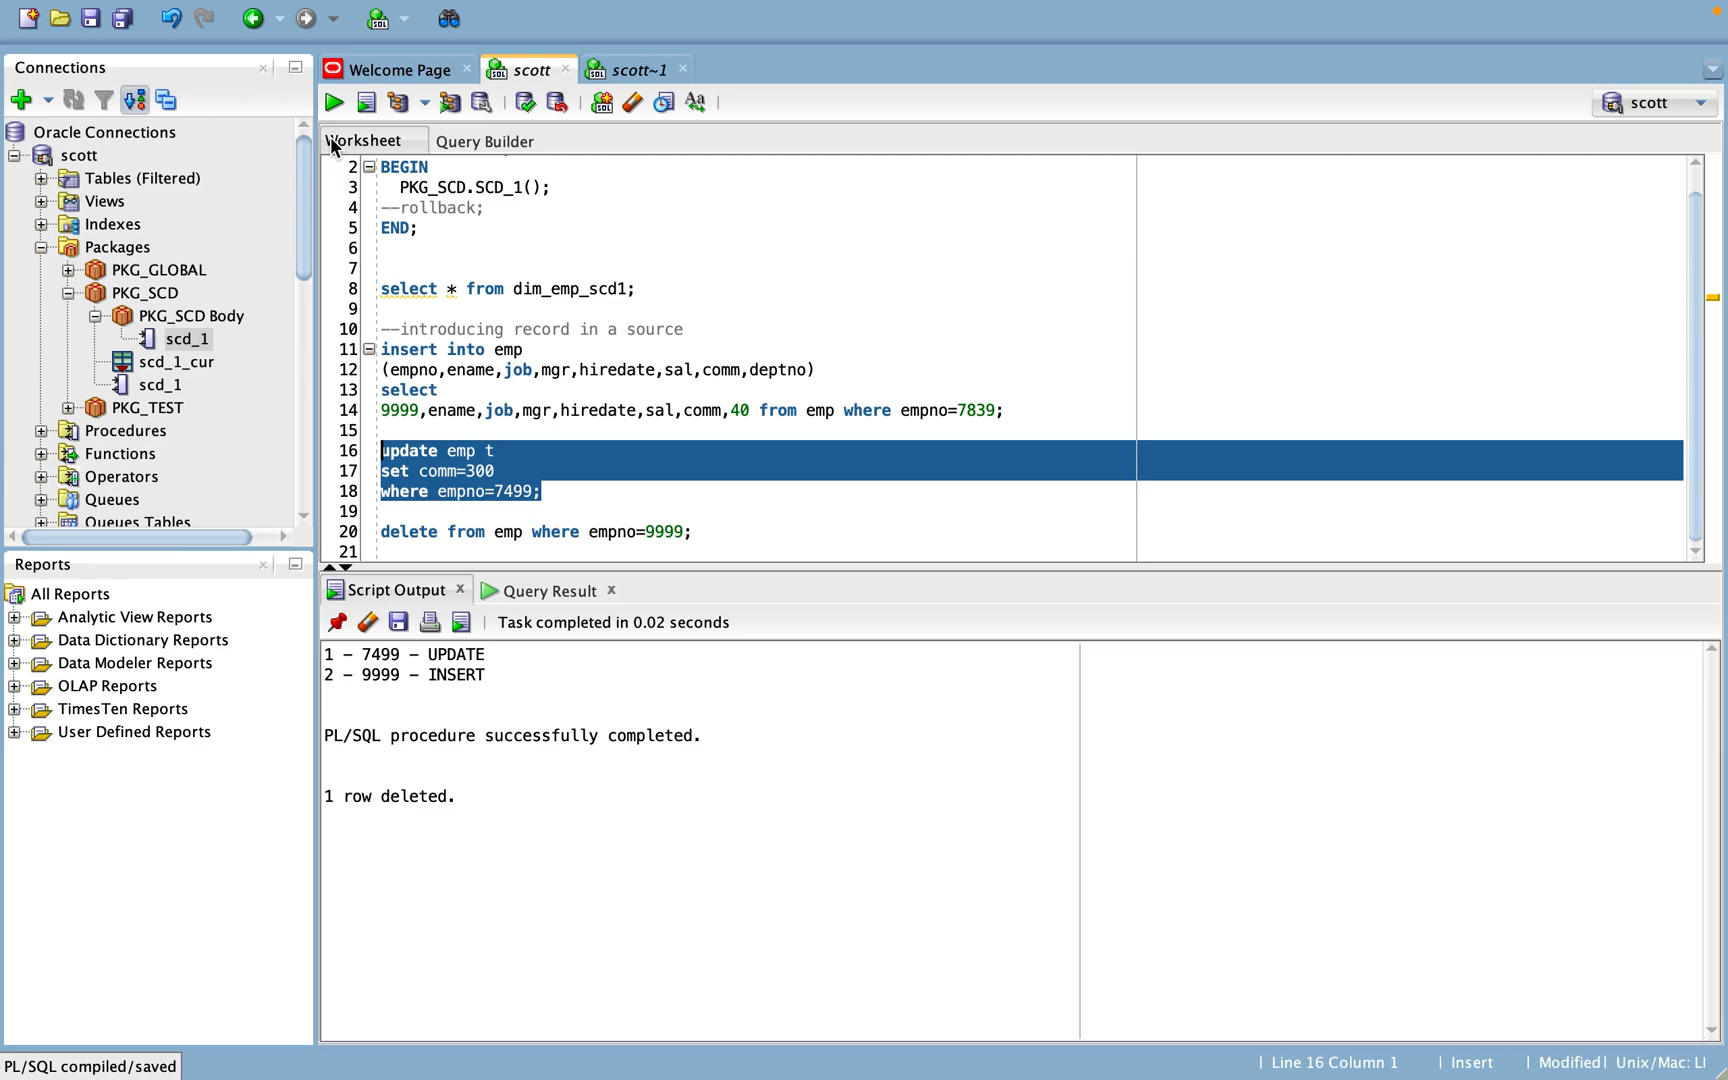 Connections
Oracle Connections
scott
Tables (Filtered)
Views
Indexes
Packages
PKG_GLOBAL
PKG_SCD
PKG_SCD Body
scd_1
scd_1_cur
scd_1
PKG_TEST
Procedures
Functions
Operators
Queues
Queues Tables
Reports
All Reports
Analytic View Reports
Data Dictionary Reports
Data Modeler Reports
OLAP Reports
TimesTen Reports
User Defined Reports
Welcome Page
scott
scott~1
scott
Worksheet
Query Builder
2 BEGIN
3 PKG_SCD.SCD_1();
4 --rollback;
5 END;
6
7
8 select * from dim_emp_scd1;
9
10 --introducing record in a source
11 insert into emp
12 (empno,ename,job,mgr,hiredate,sal,comm,deptno)
13 select
14 9999,ename,job,mgr,hiredate,sal,comm,40 from emp where empno=7839;
15
16 update emp t
17 set comm=300
18 where empno=7499;
19
20 delete from emp where empno=9999;
21
Script Output
Query Result
Task completed in 0.02 seconds
1 - 7499 - UPDATE
2 - 9999 - INSERT
PL/SQL procedure successfully completed.
1 row deleted.
PL/SQL compiled/saved
Line 16 Column 1
Insert
Modified
Unix/Mac: LI